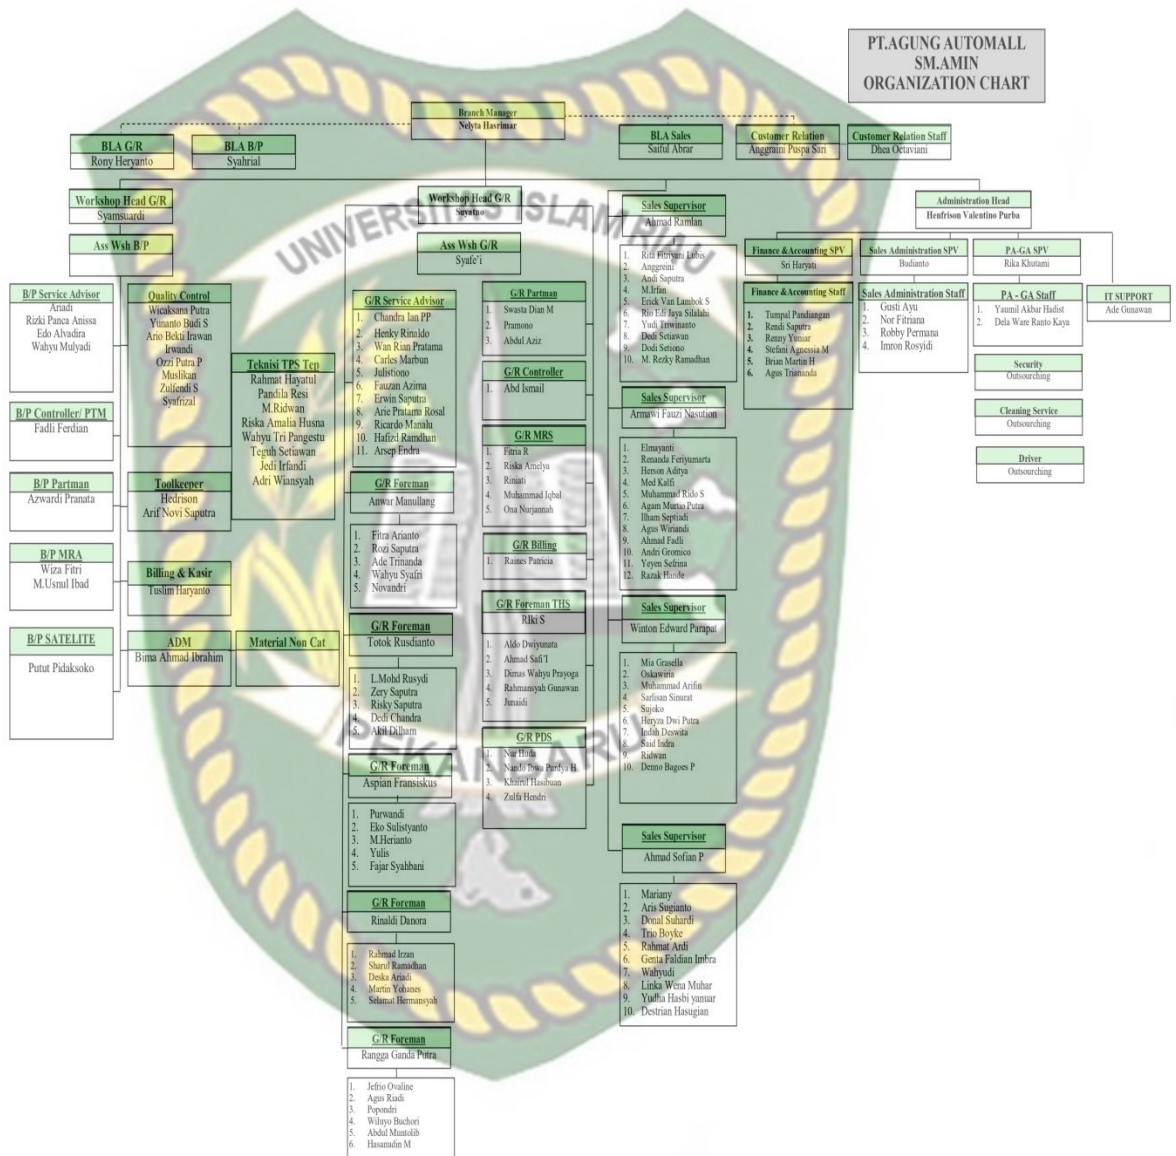 PT.AGUNG AUTOMALL
SM.AMIN
ORGANIZATION CHART
Branch Manager
Nelyta Hasrimar
BLA G/R
Rony Heryanto
BLA B/P
Syahrial
BLA Sales
Saiful Abrar
Customer Relation
Anggraini Puspa Sari
Customer Relation Staff
Dhea Octaviani
Workshop Head G/R
Syamsuardi
Ass Wsh B/P
Workshop Head G/R
Suyatno
Ass Wsh G/R
Syafe'i
UNIVERSITAS ISLAM RIAU
PEKANBARU
B/P Service Advisor
Ariadi
Rizki Panca Anissa
Edo Alvadira
Wahyu Mulyadi
B/P Controller/ PTM
Fadli Ferdian
B/P Partman
Azwardi Pranata
B/P MRA
Wiza Fitri
M.Usnul Ibad
B/P SATELITE
Putut Pidaksoko
Quality Control
Wicaksana Putra
Yunanto Budi S
Ario Bekti Irawan
Irwandi
Ozzi Putra P
Muslikan
Zulfendi S
Syafrizal
Toolkeeper
Hedrison
Arif Novi Saputra
Billing & Kasir
Tuslim Haryanto
ADM
Bima Ahmad Ibrahim
Teknisi TPS Tep
Rahmat Hayatul
Pandila Resi
M.Ridwan
Riska Amalia Husna
Wahyu Tri Pangestu
Teguh Setiawan
Jedi Irfandi
Adri Wiansyah
Material Non Cat
G/R Service Advisor
1. Chandra Ian PP
2. Henky Rinaldo
3. Wan Rian Pratama
4. Carles Marbun
5. Julistiono
6. Fauzan Azima
7. Erwin Saputra
8. Arie Pratama Rosal
9. Ricardo Manalu
10. Hafizd Ramdhan
11. Arsep Endra
G/R Foreman
Anwar Manullang
1. Fitra Arianto
2. Rozi Saputra
3. Ade Trinanda
4. Wahyu Syafri
5. Novandri
G/R Foreman
Totok Rusdianto
1. L.Mohd Rusydi
2. Zery Saputra
3. Risky Saputra
4. Dedi Chandra
5. Akil Dilham
G/R Foreman
Aspian Fransiskus
1. Purwandi
2. Eko Sulistyanto
3. M.Herianto
4. Yulis
5. Fajar Syahbani
G/R Foreman
Rinaldi Danora
1. Rahmad Irzan
2. Sharul Ramadhan
3. Deska Ariadi
4. Martin Yohanes
5. Selamat Hermansyah
G/R Foreman
Rangga Ganda Putra
1. Jefrio Ovaline
2. Agus Riadi
3. Popondri
4. Wiluyo Buchori
5. Abdul Muntolib
6. Hasanudin M
G/R Partman
1. Swasta Dian M
2. Pramono
3. Abdul Aziz
G/R Controller
1. Abd Ismail
G/R MRS
1. Fitria R
2. Riska Amelya
3. Riniati
4. Muhammad Iqbal
5. Ona Nurjannah
G/R Billing
1. Raines Patricia
G/R Foreman THS
RIki S
1. Aldo Dwiyunata
2. Ahmad Safi'I
3. Dimas Wahyu Prayoga
4. Rahmansyah Gunawan
5. Junaidi
G/R PDS
1. Nur Huda
2. Nando Ibwa Pardya H
3. Khairul Hasibuan
4. Zulfa Hendri
Sales Supervisor
Ahmad Ramlan
1. Rita Fitriyani Lubis
2. Anggreini
3. Andi Saputra
4. M.Irfan
5. Erick Van Lambok S
6. Rio Edi Jaya Silalahi
7. Yudi Triwinanto
8. Dedi Setiawan
9. Dodi Setiono
10. M. Rezky Ramadhan
Sales Supervisor
Armawi Fauzi Nasution
1. Elmayanti
2. Renanda Feriyumarta
3. Herson Aditya
4. Med Kalfi
5. Muhammad Rido S
6. Agam Murtio Putra
7. Ilham Septiadi
8. Agus Wiriandi
9. Ahmad Fadli
10. Andri Gromico
11. Yeyen Sefrina
12. Razak Hande
Sales Supervisor
Winton Edward Parapat
1. Mia Grasella
2. Oskawiria
3. Muhammad Arifin
4. Sarlisan Sinurat
5. Sujoko
6. Heryza Dwi Putra
7. Indah Deswita
8. Said Indra
9. Ridwan
10. Denno Bagoes P
Sales Supervisor
Ahmad Sofian P
1. Mariany
2. Aris Sugianto
3. Donal Suhardi
4. Trio Boyke
5. Rahmat Ardi
6. Genta Faldian Imbra
7. Wahyudi
8. Linka Wena Muhar
9. Yudha Hasbi yanuar
10. Destrian Hasugian
Administration Head
Henfrison Valentino Purba
Finance &Accounting SPV
Sri Haryati
Finance &Accounting Staff
1. Tumpal Pandiangan
2. Rendi Saputra
3. Renny Yuniar
4. Stefani Agnessia M
5. Brian Martin H
6. Agus Triananda
Sales Administration SPV
Budianto
Sales Administration Staff
1. Gusti Ayu
2. Nor Fitriana
3. Robby Permana
4. Imron Rosyidi
PA-GA SPV
Rika Khutami
PA - GA Staff
1. Yaumil Akbar Hadist
2. Dela Ware Ranto Kaya
Security
Outsourching
Cleaning Service
Outsourching
Driver
Outsourching
IT SUPPORT
Ade Gunawan